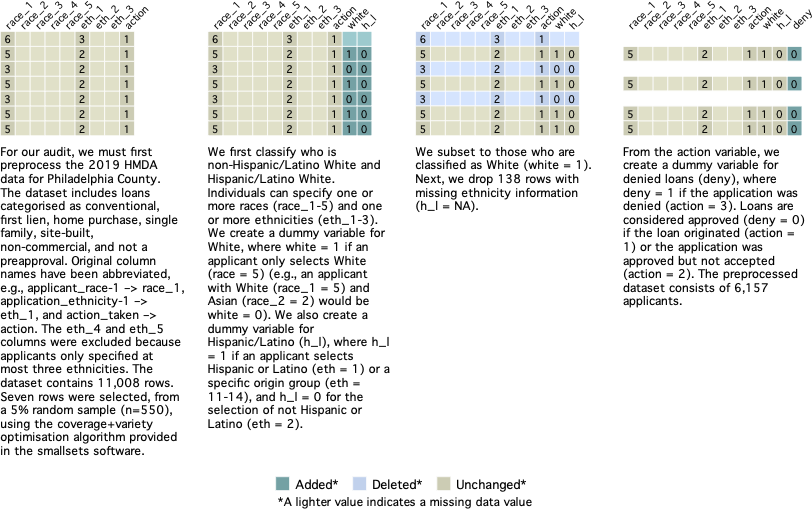 race_1 race_2 race_3 race_4 race_5 eth_1 eth_2 eth_3 action
6 3 1
5 2 1
3 2 1
5 2 1
3 2 1
5 2 1
5 2 1
For our audit, we must first
preprocess the 2019 HMDA
data for Philadelphia County.
The dataset includes loans
categorised as conventional,
first lien, home purchase, single
family, site-built,
non-commercial, and not a
preapproval. Original column
names have been abbreviated,
e.g., applicant_race-1 -> race_1,
application_ethnicity-1 ->
eth_1, and action_taken ->
action. The eth_4 and eth_5
columns were excluded because
applicants only specified at
most three ethnicities. The
dataset contains 11,008 rows.
Seven rows were selected, from
a 5% random sample (n=550),
using the coverage+variety
optimisation algorithm provided
in the smallsets software.
race_1 race_2 race_3 race_4 race_5 eth_1 eth_2 eth_3 action white h_l
6 3 1
5 2 1 1 0
3 2 1 0 0
5 2 1 1 0
3 2 1 0 0
5 2 1 1 0
5 2 1 1 0
We first classify who is
non-Hispanic/Latino White and
Hispanic/Latino White.
Individuals can specify one or
more races (race_1-5) and one
or more ethnicities (eth_1-3).
We create a dummy variable for
White, where white = 1 if an
applicant only selects White
(race = 5) (e.g., an applicant
with White (race_1 = 5) and
Asian (race_2 = 2) would be
white = 0). We also create a
dummy variable for
Hispanic/Latino (h_l), where h_l
= 1 if an applicant selects
Hispanic or Latino (eth = 1) or a
specific origin group (eth =
11-14), and h_l = 0 for the
selection of not Hispanic or
Latino (eth = 2).
race_1 race_2 race_3 race_4 race_5 eth_1 eth_2 eth_3 action white h_l
6 3 1
5 2 1 1 0
3 2 1 0 0
5 2 1 1 0
3 2 1 0 0
5 2 1 1 0
5 2 1 1 0
We subset to those who are
classified as White (white = 1).
Next, we drop 138 rows with
missing ethnicity information
(h_l = NA).
race_1 race_2 race_3 race_4 race_5 eth_1 eth_2 eth_3 action white h_l deny
5 2 1 1 0 0
5 2 1 1 0 0
5 2 1 1 0 0
5 2 1 1 0 0
From the action variable, we
create a dummy variable for
denied loans (deny), where
deny = 1 if the application was
denied (action = 3). Loans are
considered approved (deny = 0)
if the loan originated (action =
1) or the application was
approved but not accepted
(action = 2). The preprocessed
dataset consists of 6,157
applicants.
Added* Deleted* Unchanged*
*A lighter value indicates a missing data value